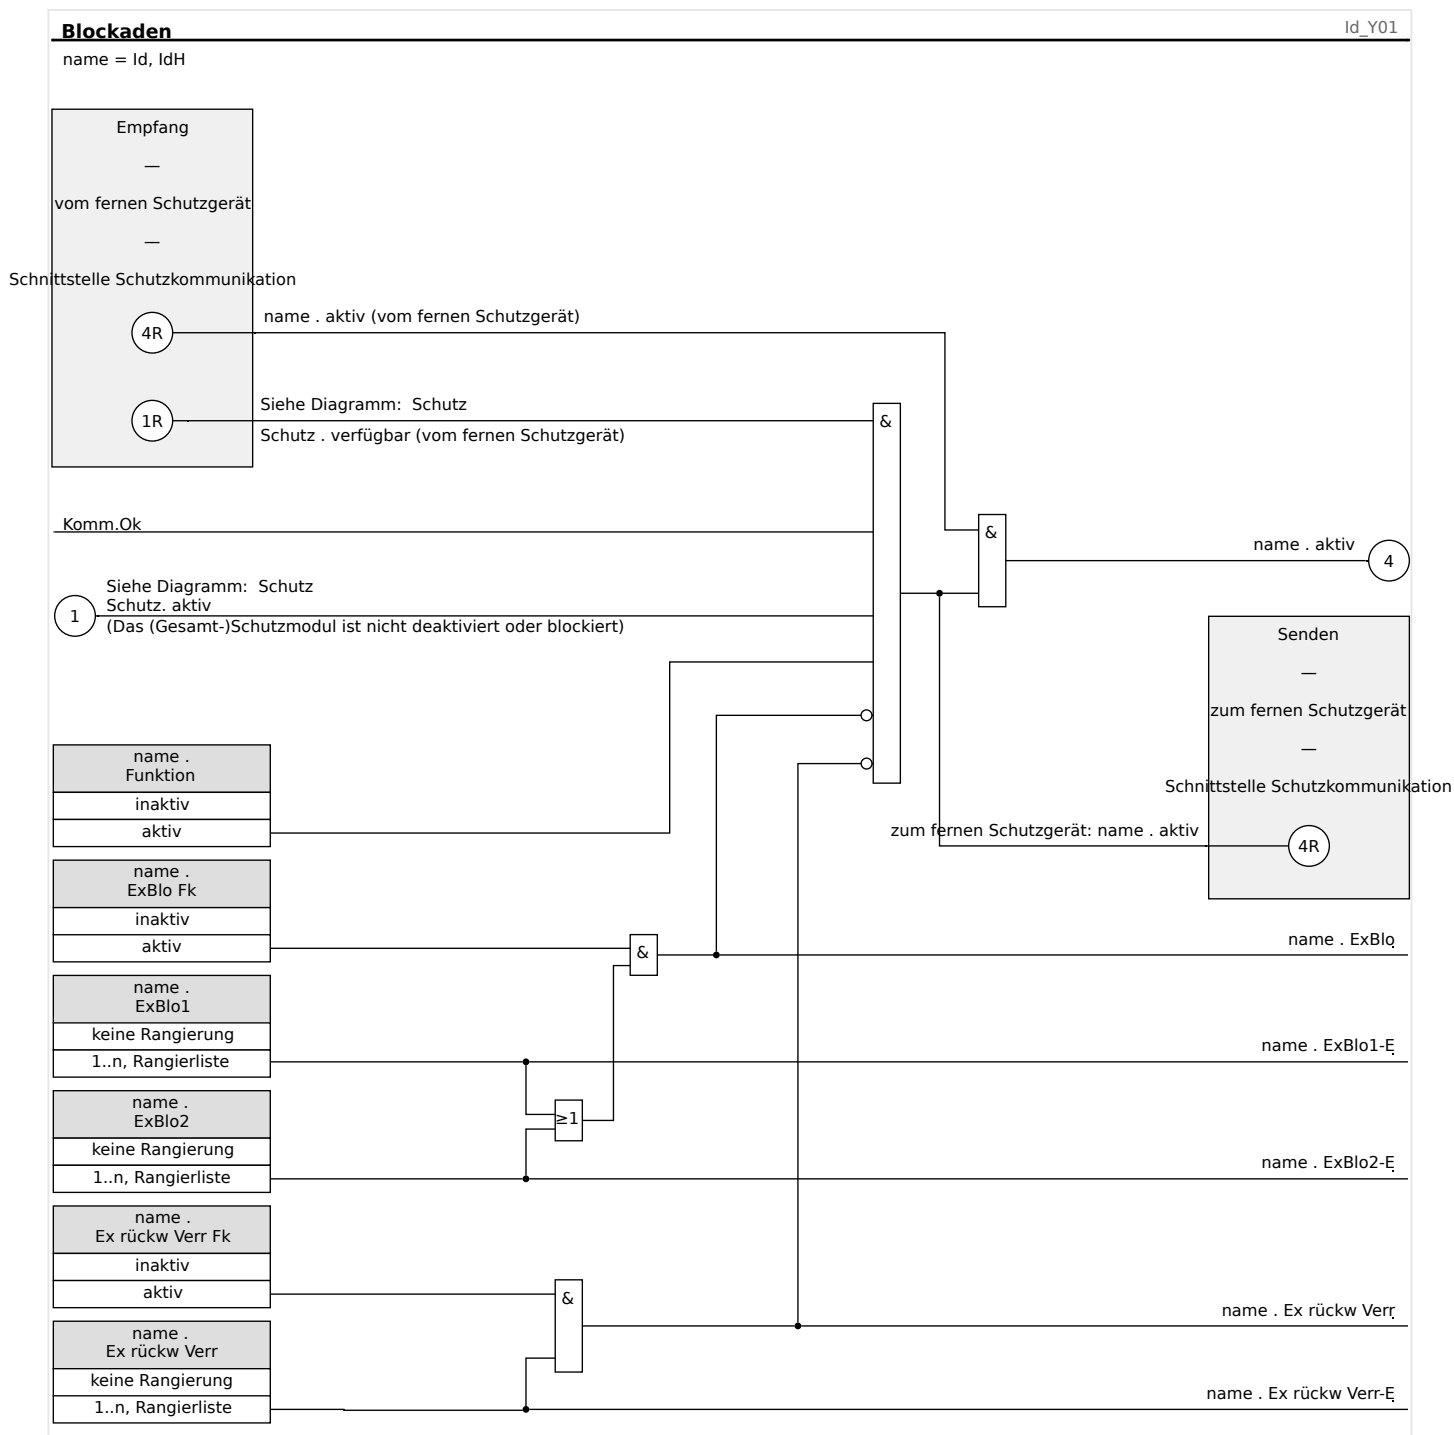 Blockaden
Id_Y01
name = Id, IdH
Empfang
—
vom fernen Schutzgerät
—
Schnittstelle Schutzkommunikation
4R
name . aktiv (vom fernen Schutzgerät)
1R
Siehe Diagramm:  Schutz
Schutz . verfügbar (vom fernen Schutzgerät)
&
Komm.Ok
&
name . aktiv
4
1
Siehe Diagramm:  Schutz
Schutz. aktiv
(Das (Gesamt-)Schutzmodul ist nicht deaktiviert oder blockiert)
Senden
—
zum fernen Schutzgerät
—
Schnittstelle Schutzkommunikation
zum fernen Schutzgerät: name . aktiv
4R
name .
Funktion
inaktiv
aktiv
name .
ExBlo Fk
inaktiv
aktiv
&
name . ExBlo
name .
ExBlo1
keine Rangierung
1..n, Rangierliste
name . ExBlo1-E
≥1
name .
ExBlo2
keine Rangierung
1..n, Rangierliste
name . ExBlo2-E
name .
Ex rückw Verr Fk
inaktiv
aktiv
&
name . Ex rückw Verr
name .
Ex rückw Verr
keine Rangierung
1..n, Rangierliste
name . Ex rückw Verr-E